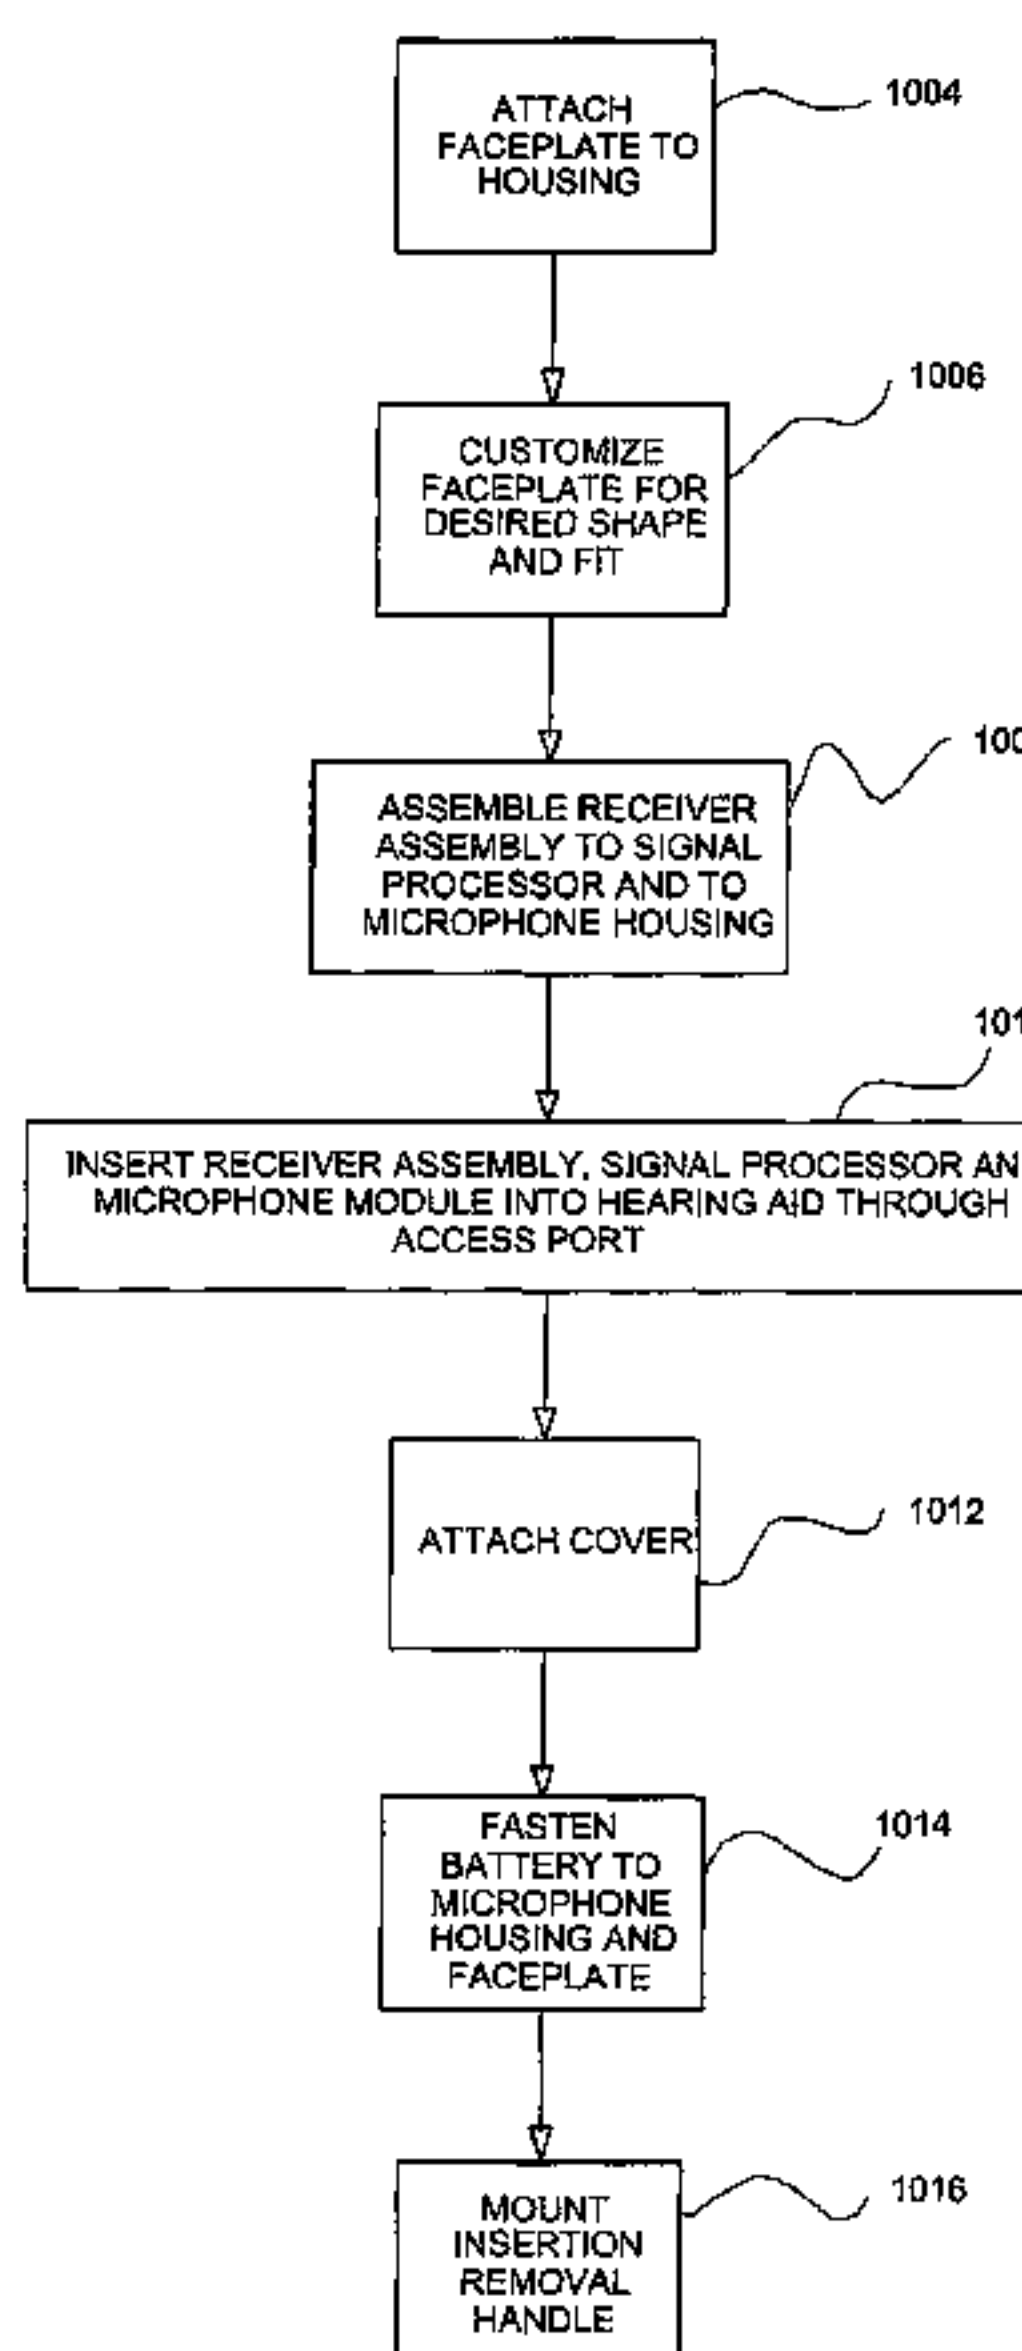 ATTACH
FACEPLATE TO
HOUSING
1004
CUSTOMIZE
FACEPLATE FOR
DESIRED SHAPE
AND FIT
1006
ASSEMBLE RECEIVER
ASSEMBLY TO SIGNAL
PROCESSOR AND TO
MICROPHONE HOUSING
INSERT RECEIVER ASSEMBLY, SIGNAL PROCESSOR
MICROPHONE MODULE INTO HEARING AID THROUGH
ACCESS PORT
ATTACH COVER
1012
FASTEN
BATTERY TO
MICROPHONE
HOUSING AND
FACEPLATE
1014
MOUNT
INSERTION
REMOVAL
HANDLE
1016